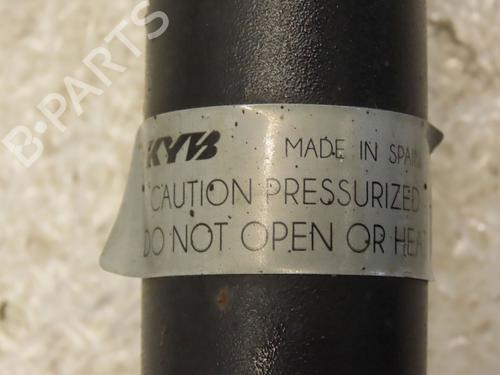 B-PARTS
KYB MADE IN SPAIN
CAUTION PRESSURIZED
DO NOT OPEN OR HEAT